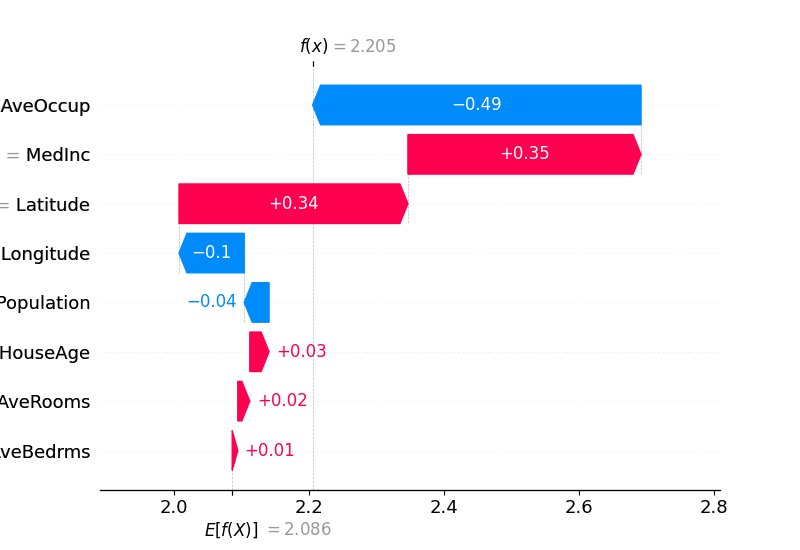 f(x) = 2.205
AveOccup
−0.49
= MedInc
+0.35
= Latitude
+0.34
Longitude
−0.1
Population
−0.04
HouseAge
+0.03
AveRooms
+0.02
veBedrms
+0.01
2.0 2.2 2.4 2.6 2.8
E[f(X)] = 2.086